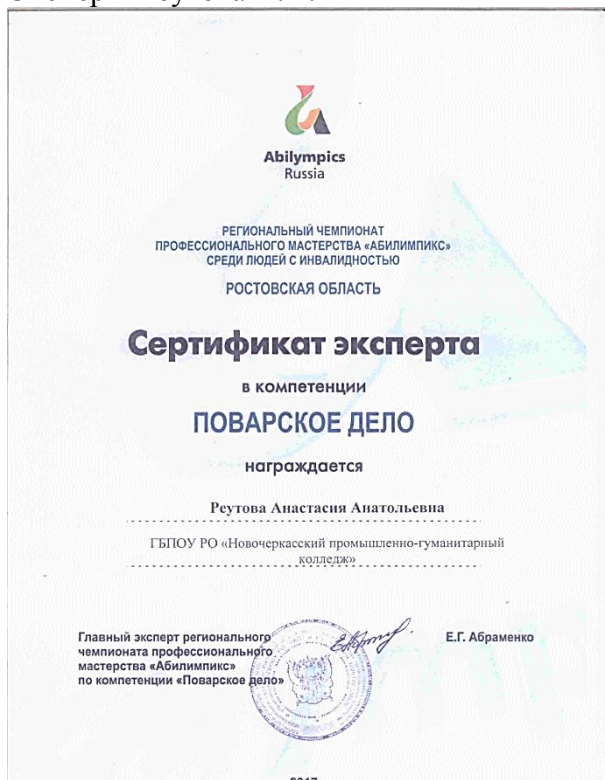 Abilympics
Russia
РЕГИОНАЛЬНЫЙ ЧЕМПИОНАТ
ПРОФЕССИОНАЛЬНОГО МАСТЕРСТВА «АБИЛИМПИКС»
СРЕДИ ЛЮДЕЙ С ИНВАЛИДНОСТЬЮ
РОСТОВСКАЯ ОБЛАСТЬ
Сертификат эксперта
в компетенции
ПОВАРСКОЕ ДЕЛО
награждается
Реутова Анастасия Анатольевна
ГБПОУ РО «Новочеркасский промышленно-гуманитарный
колледж»
Главный эксперт регионального
чемпионата профессионального
мастерства «Абилимпикс»
по компетенции «Поварское дело»
Е.Г. Абраменко